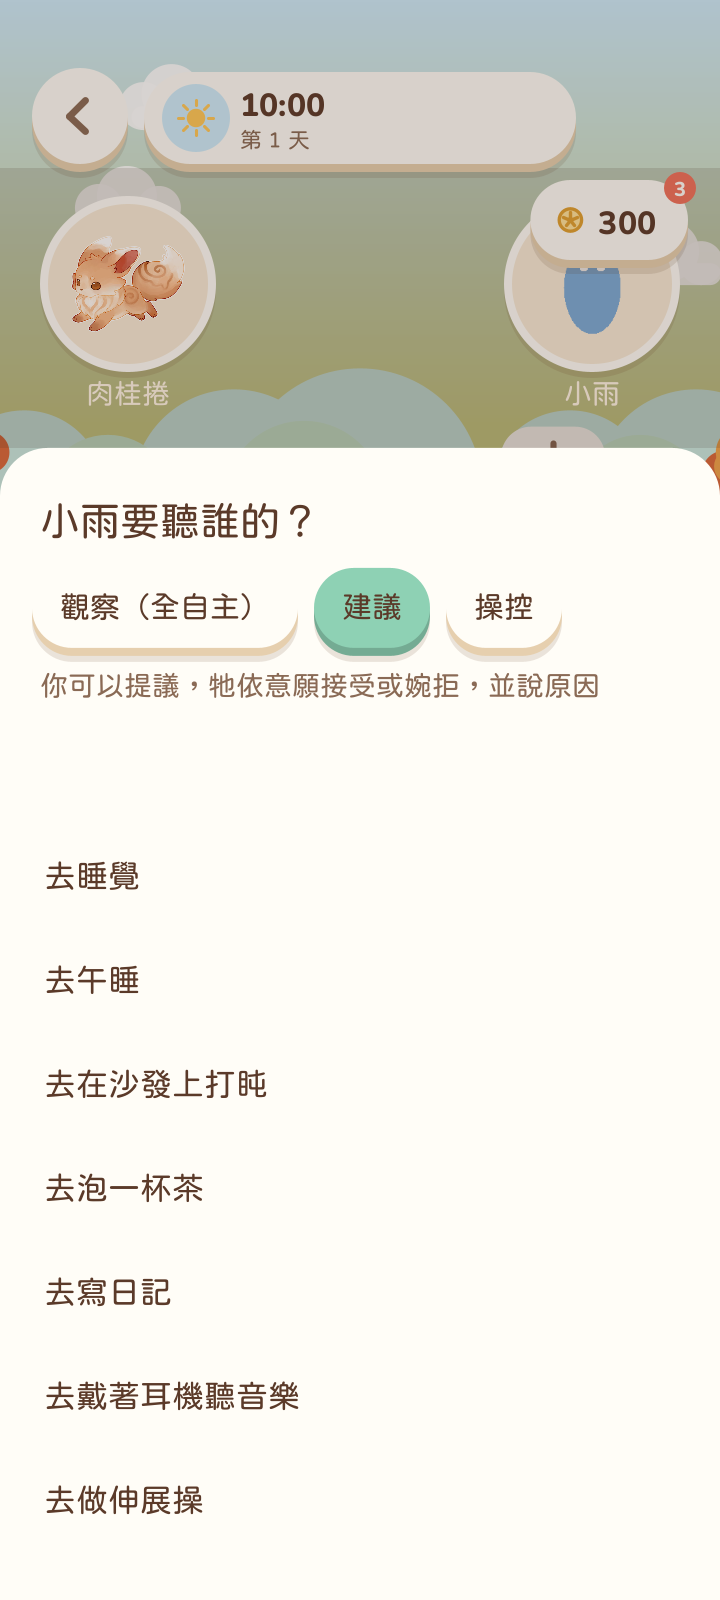 10:00
第 1 天
3
300
肉桂捲
小雨
小雨要聽誰的？
觀察（全自主）
建議
操控
你可以提議，牠依意願接受或婉拒，並說原因
去睡覺
去午睡
去在沙發上打盹
去泡一杯茶
去寫日記
去戴著耳機聽音樂
去做伸展操